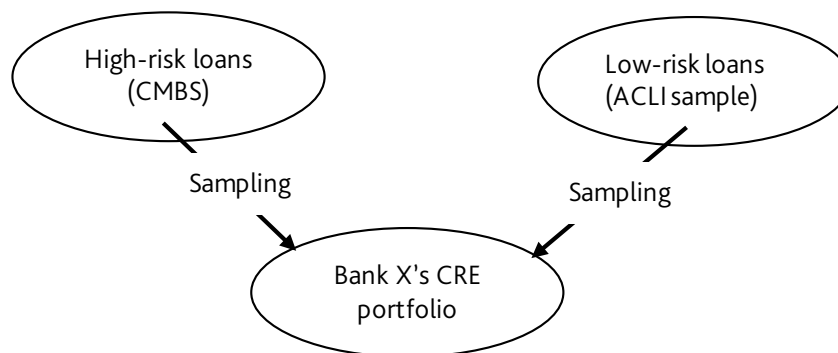 High-risk loans
(CMBS)
Low-risk loans
(ACLI sample)
Sampling
Sampling
Bank X's CRE
portfolio